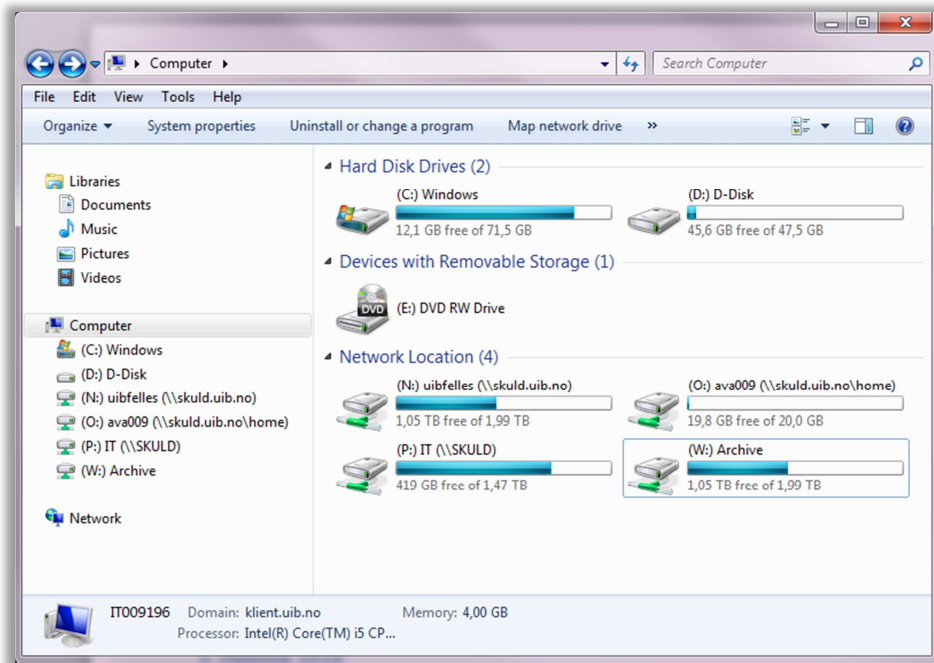 Computer
Search Computer
File Edit View Tools Help
Organize System properties Uninstall or change a program Map network drive »
Libraries
Documents
Music
Pictures
Videos
Computer
(C:) Windows
(D:) D-Disk
(N:) uibfelles (\\skuld.uib.no)
(O:) ava009 (\\skuld.uib.no\home)
(P:) IT (\\SKULD)
(W:) Archive
Network
Hard Disk Drives (2)
(C:) Windows
12,1 GB free of 71,5 GB
(D:) D-Disk
45,6 GB free of 47,5 GB
Devices with Removable Storage (1)
DVD
(E:) DVD RW Drive
Network Location (4)
(N:) uibfelles (\\skuld.uib.no)
1,05 TB free of 1,99 TB
(O:) ava009 (\\skuld.uib.no\home)
19,8 GB free of 20,0 GB
(P:) IT (\\SKULD)
419 GB free of 1,47 TB
(W:) Archive
1,05 TB free of 1,99 TB
IT009196 Domain: klient.uib.no Memory: 4,00 GB
Processor: Intel(R) Core(TM) i5 CP...